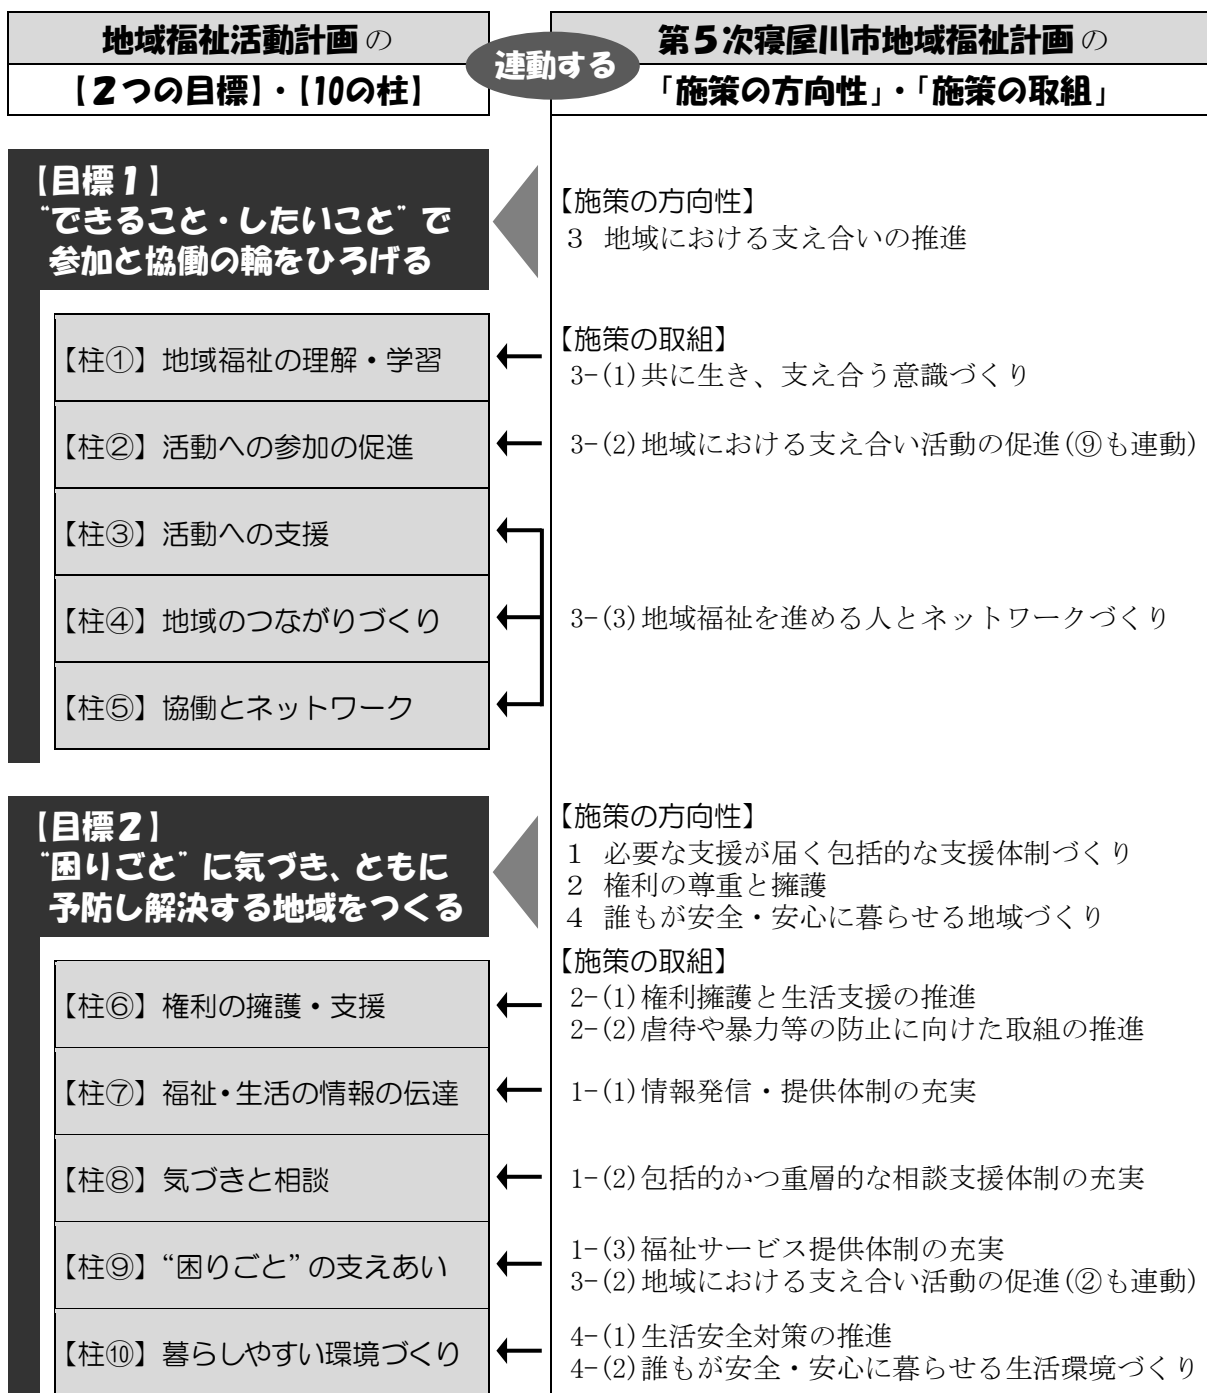 地域福祉活動計画 の
【2つの目標】・【10の柱】
連動する
第5次寝屋川市地域福祉計画 の
「施策の方向性」・「施策の取組」
【目標1】
“できること・したいこと”で
参加と協働の輪をひろげる
【施策の方向性】
3 地域における支え合いの推進
【柱①】地域福祉の理解・学習
【施策の取組】
3-(1)共に生き、支え合う意識づくり
【柱②】活動への参加の促進
3-(2)地域における支え合い活動の促進(⑨も連動)
【柱③】活動への支援
【柱④】地域のつながりづくり
3-(3)地域福祉を進める人とネットワークづくり
【柱⑤】協働とネットワーク
【目標2】
“困りごと”に気づき、ともに
予防し解決する地域をつくる
【施策の方向性】
1 必要な支援が届く包括的な支援体制づくり
2 権利の尊重と擁護
4 誰もが安全・安心に暮らせる地域づくり
【施策の取組】
【柱⑥】権利の擁護・支援
2-(1)権利擁護と生活支援の推進
2-(2)虐待や暴力等の防止に向けた取組の推進
【柱⑦】福祉・生活の情報の伝達
1-(1)情報発信・提供体制の充実
【柱⑧】気づきと相談
1-(2)包括的かつ重層的な相談支援体制の充実
【柱⑨】“困りごと”の支えあい
1-(3)福祉サービス提供体制の充実
3-(2)地域における支え合い活動の促進(②も連動)
【柱⑩】暮らしやすい環境づくり
4-(1)生活安全対策の推進
4-(2)誰もが安全・安心に暮らせる生活環境づくり